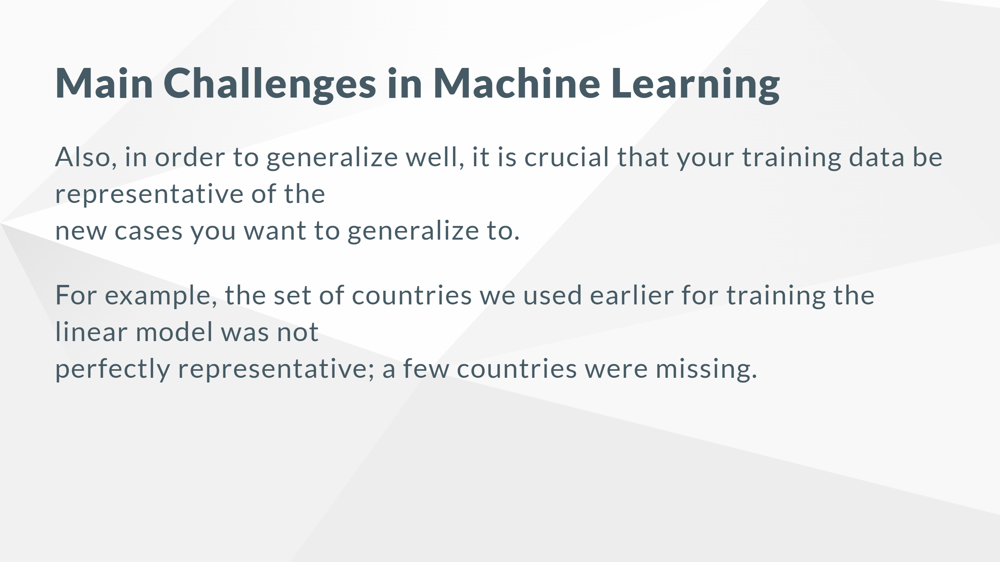 Main Challenges in Machine Learning
Also, in order to generalize well, it is crucial that your training data be
representative of the
new cases you want to generalize to.
For example, the set of countries we used earlier for training the
linear model was not
perfectly representative; a few countries were missing.